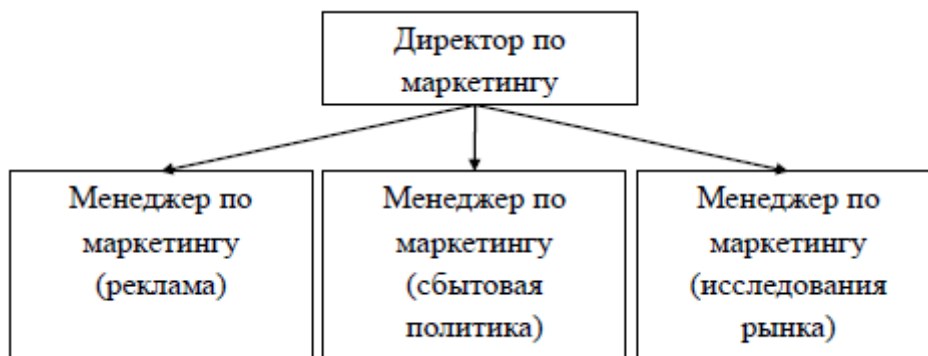 Директор по
маркетингу
Менеджер по
маркетингу
(реклама)
Менеджер по
маркетингу
(сбытовая
политика)
Менеджер по
маркетингу
(исследования
рынка)